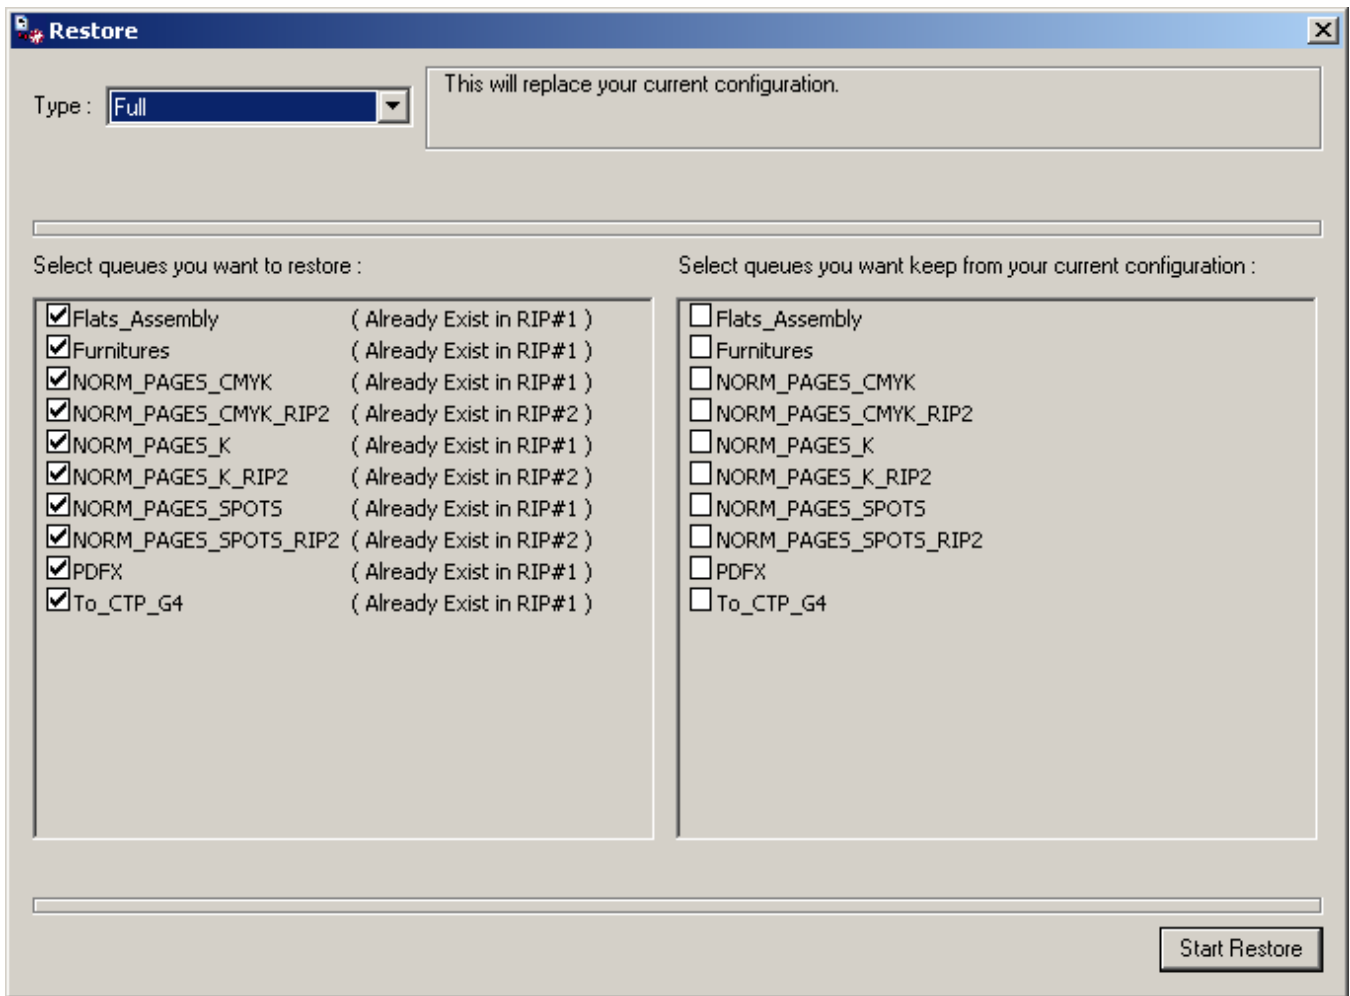 Restore
Type : Full
This will replace your current configuration.
Select queues you want to restore :
Flats_Assembly ( Already Exist in RIP#1 )
Furnitures ( Already Exist in RIP#1 )
NORM_PAGES_CMYK ( Already Exist in RIP#1 )
NORM_PAGES_CMYK_RIP2 ( Already Exist in RIP#2 )
NORM_PAGES_K ( Already Exist in RIP#1 )
NORM_PAGES_K_RIP2 ( Already Exist in RIP#2 )
NORM_PAGES_SPOTS ( Already Exist in RIP#1 )
NORM_PAGES_SPOTS_RIP2 ( Already Exist in RIP#2 )
PDFX ( Already Exist in RIP#1 )
To_CTP_G4 ( Already Exist in RIP#1 )
Select queues you want keep from your current configuration :
Flats_Assembly
Furnitures
NORM_PAGES_CMYK
NORM_PAGES_CMYK_RIP2
NORM_PAGES_K
NORM_PAGES_K_RIP2
NORM_PAGES_SPOTS
NORM_PAGES_SPOTS_RIP2
PDFX
To_CTP_G4
Start Restore